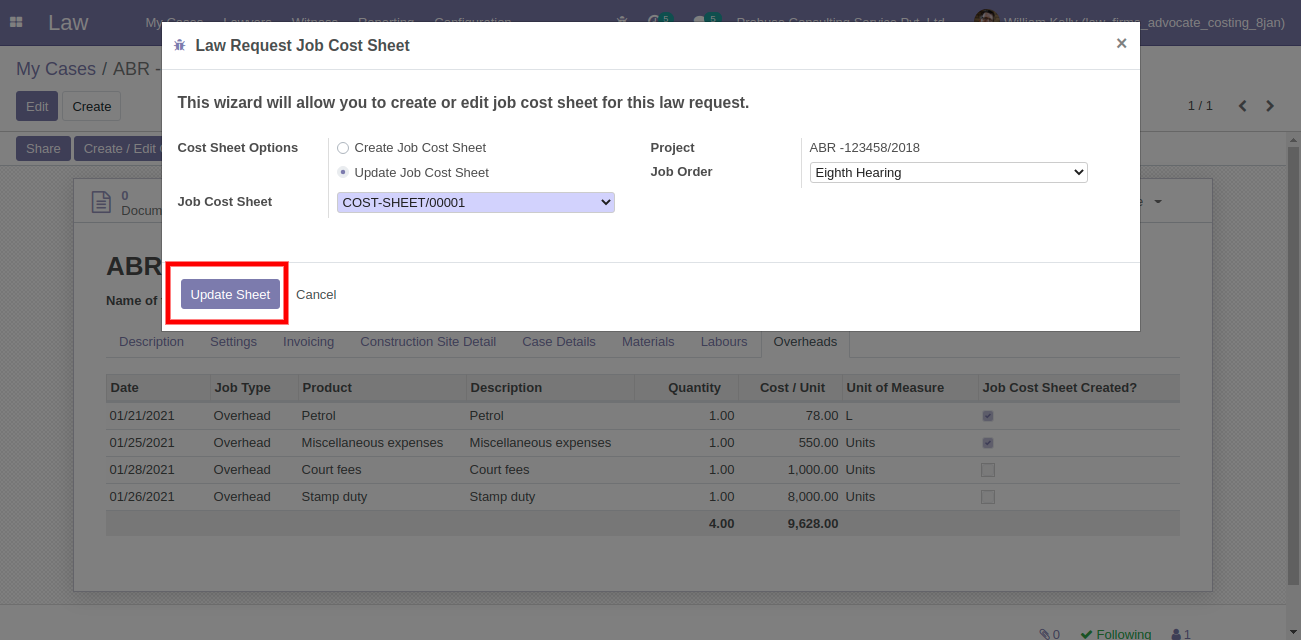 Law My Cases Lawyers Witness Reporting Configuration 5 5 Probuse Consulting Service Pvt. Ltd. William Kelly (law_firms_advocate_costing_8jan)
Law Request Job Cost Sheet ×
My Cases / ABR -
This wizard will allow you to create or edit job cost sheet for this law request.
Edit Create 1 / 1
Cost Sheet Options Create Job Cost Sheet Project ABR -123458/2018
Share Create / Edit
Update Job Cost Sheet Job Order Eighth Hearing
Job Cost Sheet COST-SHEET/00001
0
Docum
ABR
Name of
Update Sheet Cancel
Description Settings Invoicing Construction Site Detail Case Details Materials Labours Overheads
Date Job Type Product Description Quantity Cost / Unit Unit of Measure Job Cost Sheet Created?
01/21/2021 Overhead Petrol Petrol 1.00 78.00 L
01/25/2021 Overhead Miscellaneous expenses Miscellaneous expenses 1.00 550.00 Units
01/28/2021 Overhead Court fees Court fees 1.00 1,000.00 Units
01/26/2021 Overhead Stamp duty Stamp duty 1.00 8,000.00 Units
4.00 9,628.00
0 Following 1